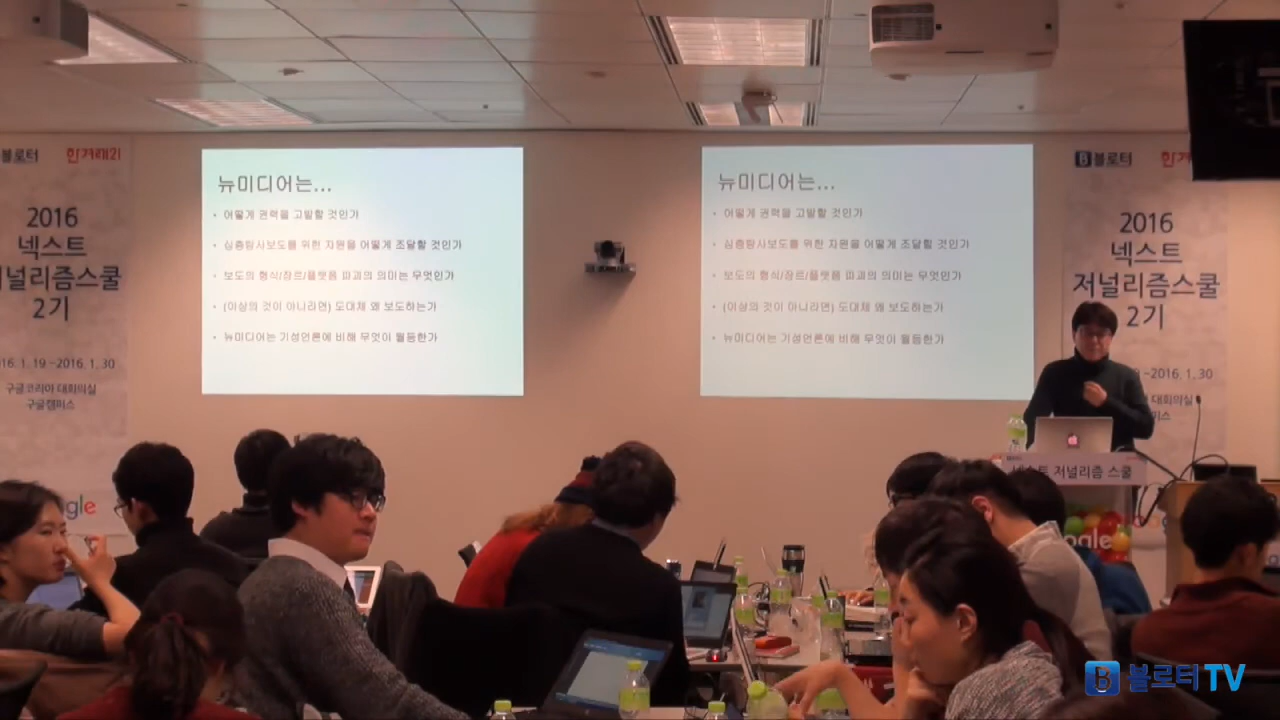 블로터 한겨레21
2016
넥스트
저널리즘스쿨
2기
16. 1. 19 ~ 2016. 1. 30
구글코리아 대회의실
구글캠퍼스
gle
뉴미디어는...
• 어떻게 권력을 고발할 것인가
• 심층탐사보도를 위한 자원을 어떻게 조달할 것인가
• 보도의 형식/장르/플랫폼 파괴의 의미는 무엇인가
• (이상의 것이 아니라면) 도대체 왜 보도하는가
• 뉴미디어는 기성언론에 비해 무엇이 월등한가
뉴미디어는...
• 어떻게 권력을 고발할 것인가
• 심층탐사보도를 위한 자원을 어떻게 조달할 것인가
• 보도의 형식/장르/플랫폼 파괴의 의미는 무엇인가
• (이상의 것이 아니라면) 도대체 왜 보도하는가
• 뉴미디어는 기성언론에 비해 무엇이 월등한가
B 블로터 한겨
2016
넥스트
저널리즘스쿨
2기
~2016. 1. 30
대회의실
넥스트 저널리즘 스쿨
ogle
B 블로터TV